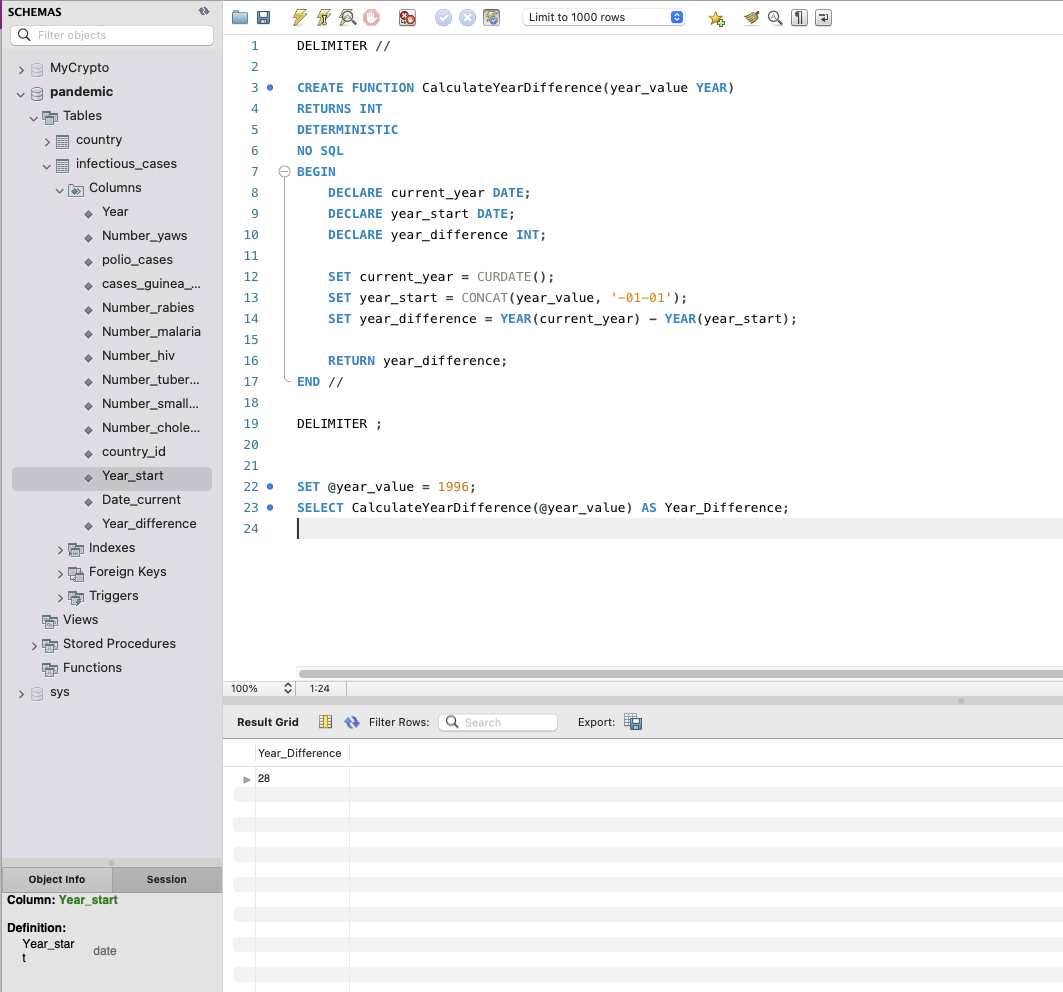 SCHEMAS
Filter objects
MyCrypto
pandemic
Tables
country
infectious_cases
Columns
Year
Number_yaws
polio_cases
cases_guinea_...
Number_rabies
Number_malaria
Number_hiv
Number_tuber...
Number_small...
Number_chole...
country_id
Year_start
Date_current
Year_difference
Indexes
Foreign Keys
Triggers
Views
Stored Procedures
Functions
sys
Object Info Session
Column: Year_start
Definition:
Year_star
t date
Limit to 1000 rows
1 DELIMITER //
2
3 CREATE FUNCTION CalculateYearDifference(year_value YEAR)
4 RETURNS INT
5 DETERMINISTIC
6 NO SQL
7 BEGIN
8 DECLARE current_year DATE;
9 DECLARE year_start DATE;
10 DECLARE year_difference INT;
11
12 SET current_year = CURDATE();
13 SET year_start = CONCAT(year_value, '-01-01');
14 SET year_difference = YEAR(current_year) - YEAR(year_start);
15
16 RETURN year_difference;
17 END //
18
19 DELIMITER ;
20
21
22 SET @year_value = 1996;
23 SELECT CalculateYearDifference(@year_value) AS Year_Difference;
24
100% 1:24
Result Grid Filter Rows: Search Export:
Year_Difference
28